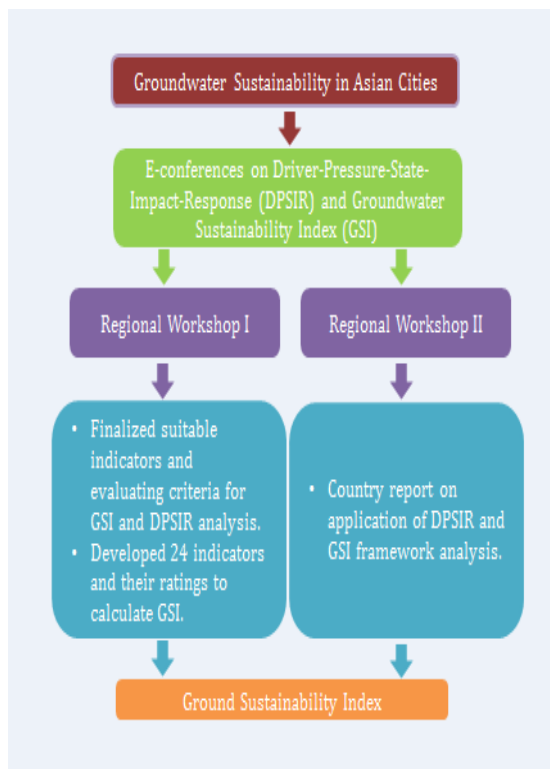 Groundwater Sustainability in Asian Cities
E-conferences on Driver-Pressure-State-
Impact-Response (DPSIR) and Groundwater
Sustainability Index (GSI)
Regional Workshop I
Regional Workshop II
• Finalized suitable
indicators and
evaluating criteria for
GSI and DPSIR analysis.
• Developed 24 indicators
and their ratings to
calculate GSI.
• Country report on
application of DPSIR and
GSI framework analysis.
Ground Sustainability Index